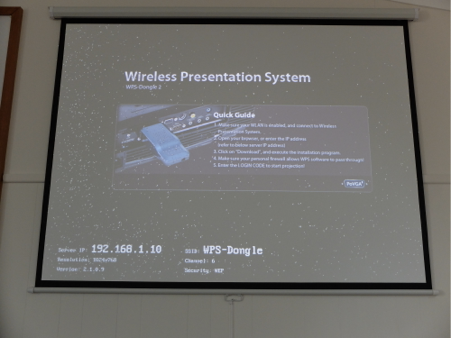 Wireless Presentation System
WPS-Dongle 2
Quick Guide
1. Make sure your WLAN is enabled, and connect to Wireless
Presentation System.
2. Open your browser, or enter the IP address
(refer to below server IP address)
3. Click on "Download", and execute the installation program.
4. Make sure your personal firewall allows WPS software to pass through!
5. Enter the LOGIN CODE to start projection!
Server IP: 192.168.1.10
SSID: WPS-Dongle
Resolution: 1024x768
Channel: 6
Version: 2.1.0.9
Security: WEP